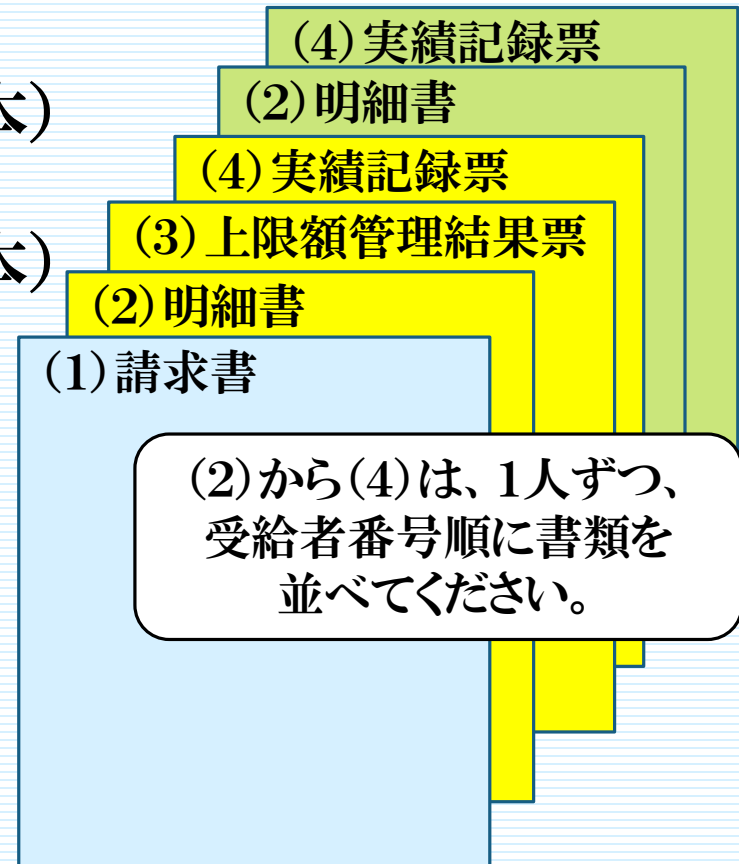 (4)実績記録票
(2)明細書
(4)実績記録票
(3)上限額管理結果票
(2)明細書
(1)請求書
(2)から(4)は、1人ずつ、
受給者番号順に書類を
並べてください。